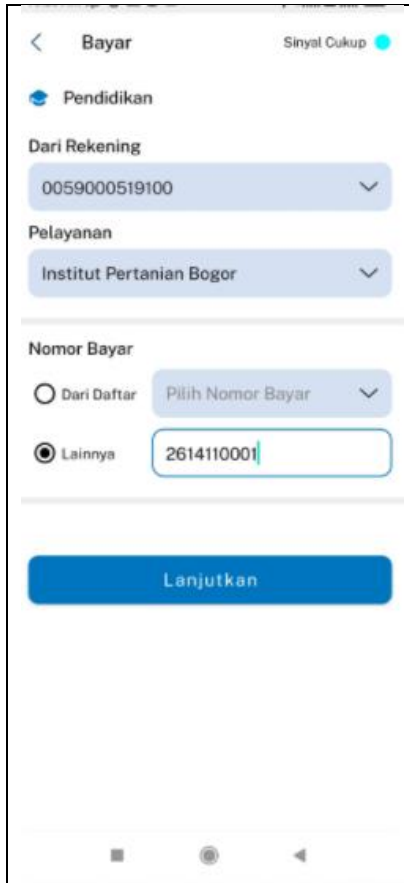 Bayar
Sinyal Cukup
Pendidikan
Dari Rekening
0059000519100
Pelayanan
Institut Pertanian Bogor
Nomor Bayar
Dari Daftar Pilih Nomor Bayar
Lainnya 2614110001
Lanjutkan